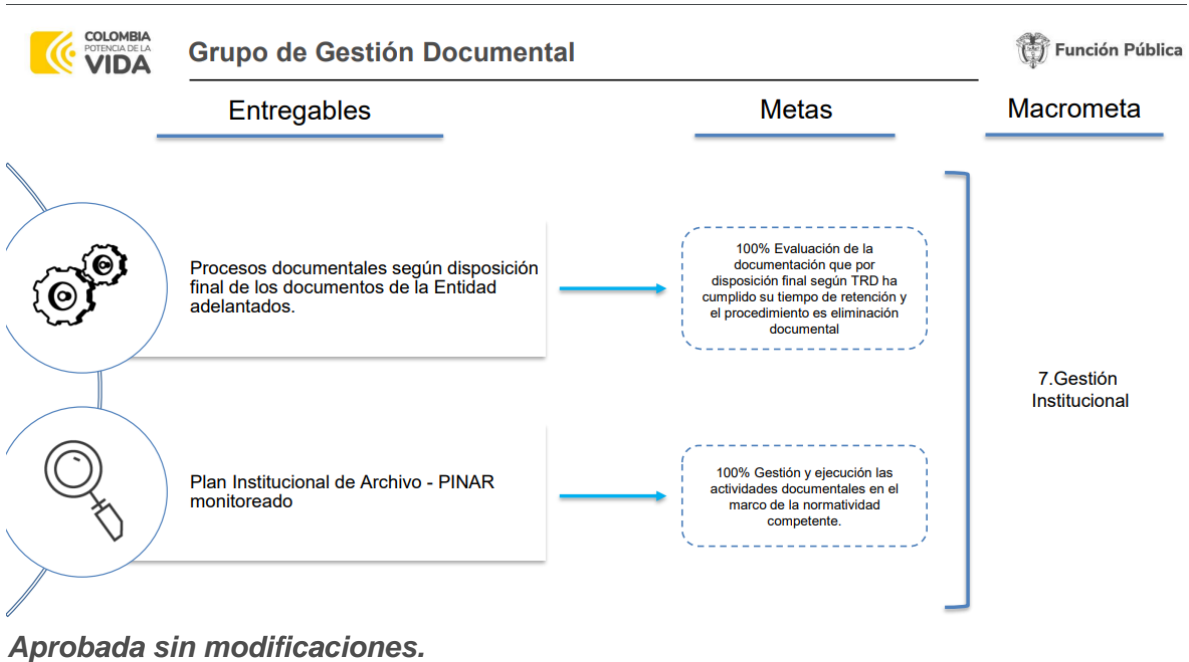 COLOMBIA
POTENCIA DE LA
VIDA
Grupo de Gestión Documental
Función Pública
Entregables
Metas
Macrometa
Procesos documentales según disposición
final de los documentos de la Entidad
adelantados.
100% Evaluación de la
documentación que por
disposición final según TRD ha
cumplido su tiempo de retención y
el procedimiento es eliminación
documental
Plan Institucional de Archivo - PINAR
monitoreado
100% Gestión y ejecución las
actividades documentales en el
marco de la normatividad
competente.
7.Gestión
Institucional
Aprobada sin modificaciones.